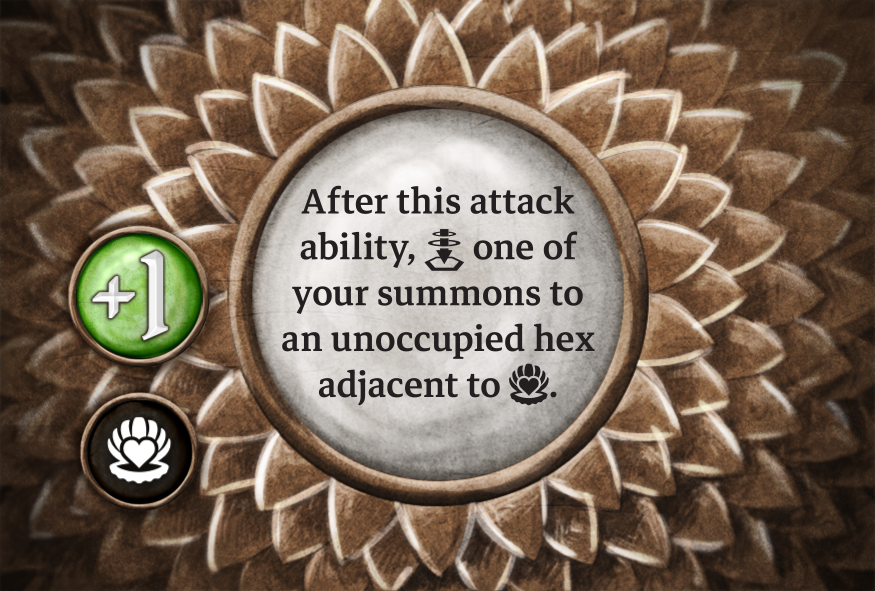 After this attack
ability, one of
your summons to
an unoccupied hex
adjacent to .
+1